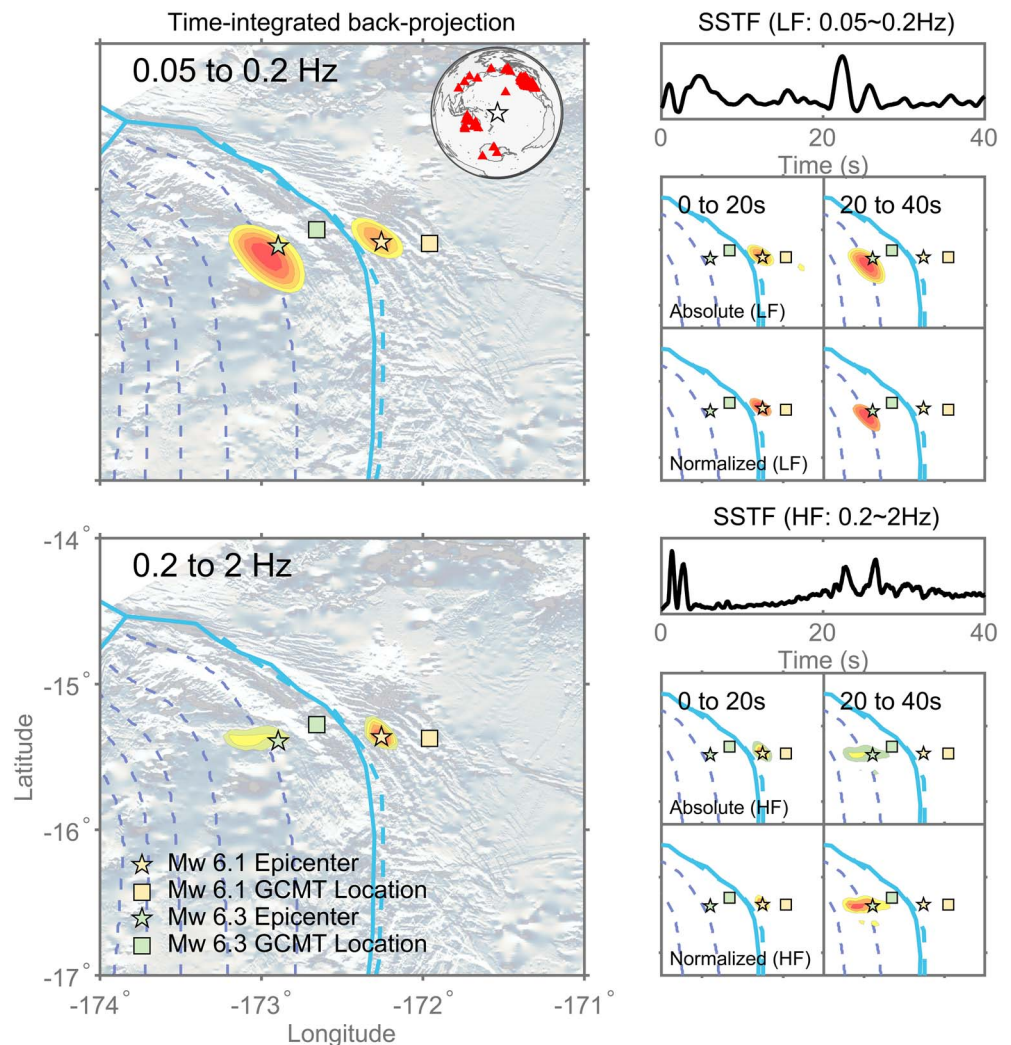 Time-integrated back-projection
0.05 to 0.2 Hz
SSTF (LF: 0.05~0.2Hz)
0
20
40
Time (s)
0 to 20s
20 to 40s
Absolute (LF)
Normalized (LF)
-14°
-15°
-16°
-17°
Latitude
0.2 to 2 Hz
Mw 6.1 Epicenter
Mw 6.1 GCMT Location
Mw 6.3 Epicenter
Mw 6.3 GCMT Location
-174°
-173°
-172°
-171°
Longitude
SSTF (HF: 0.2~2Hz)
0
20
40
Time (s)
0 to 20s
20 to 40s
Absolute (HF)
Normalized (HF)